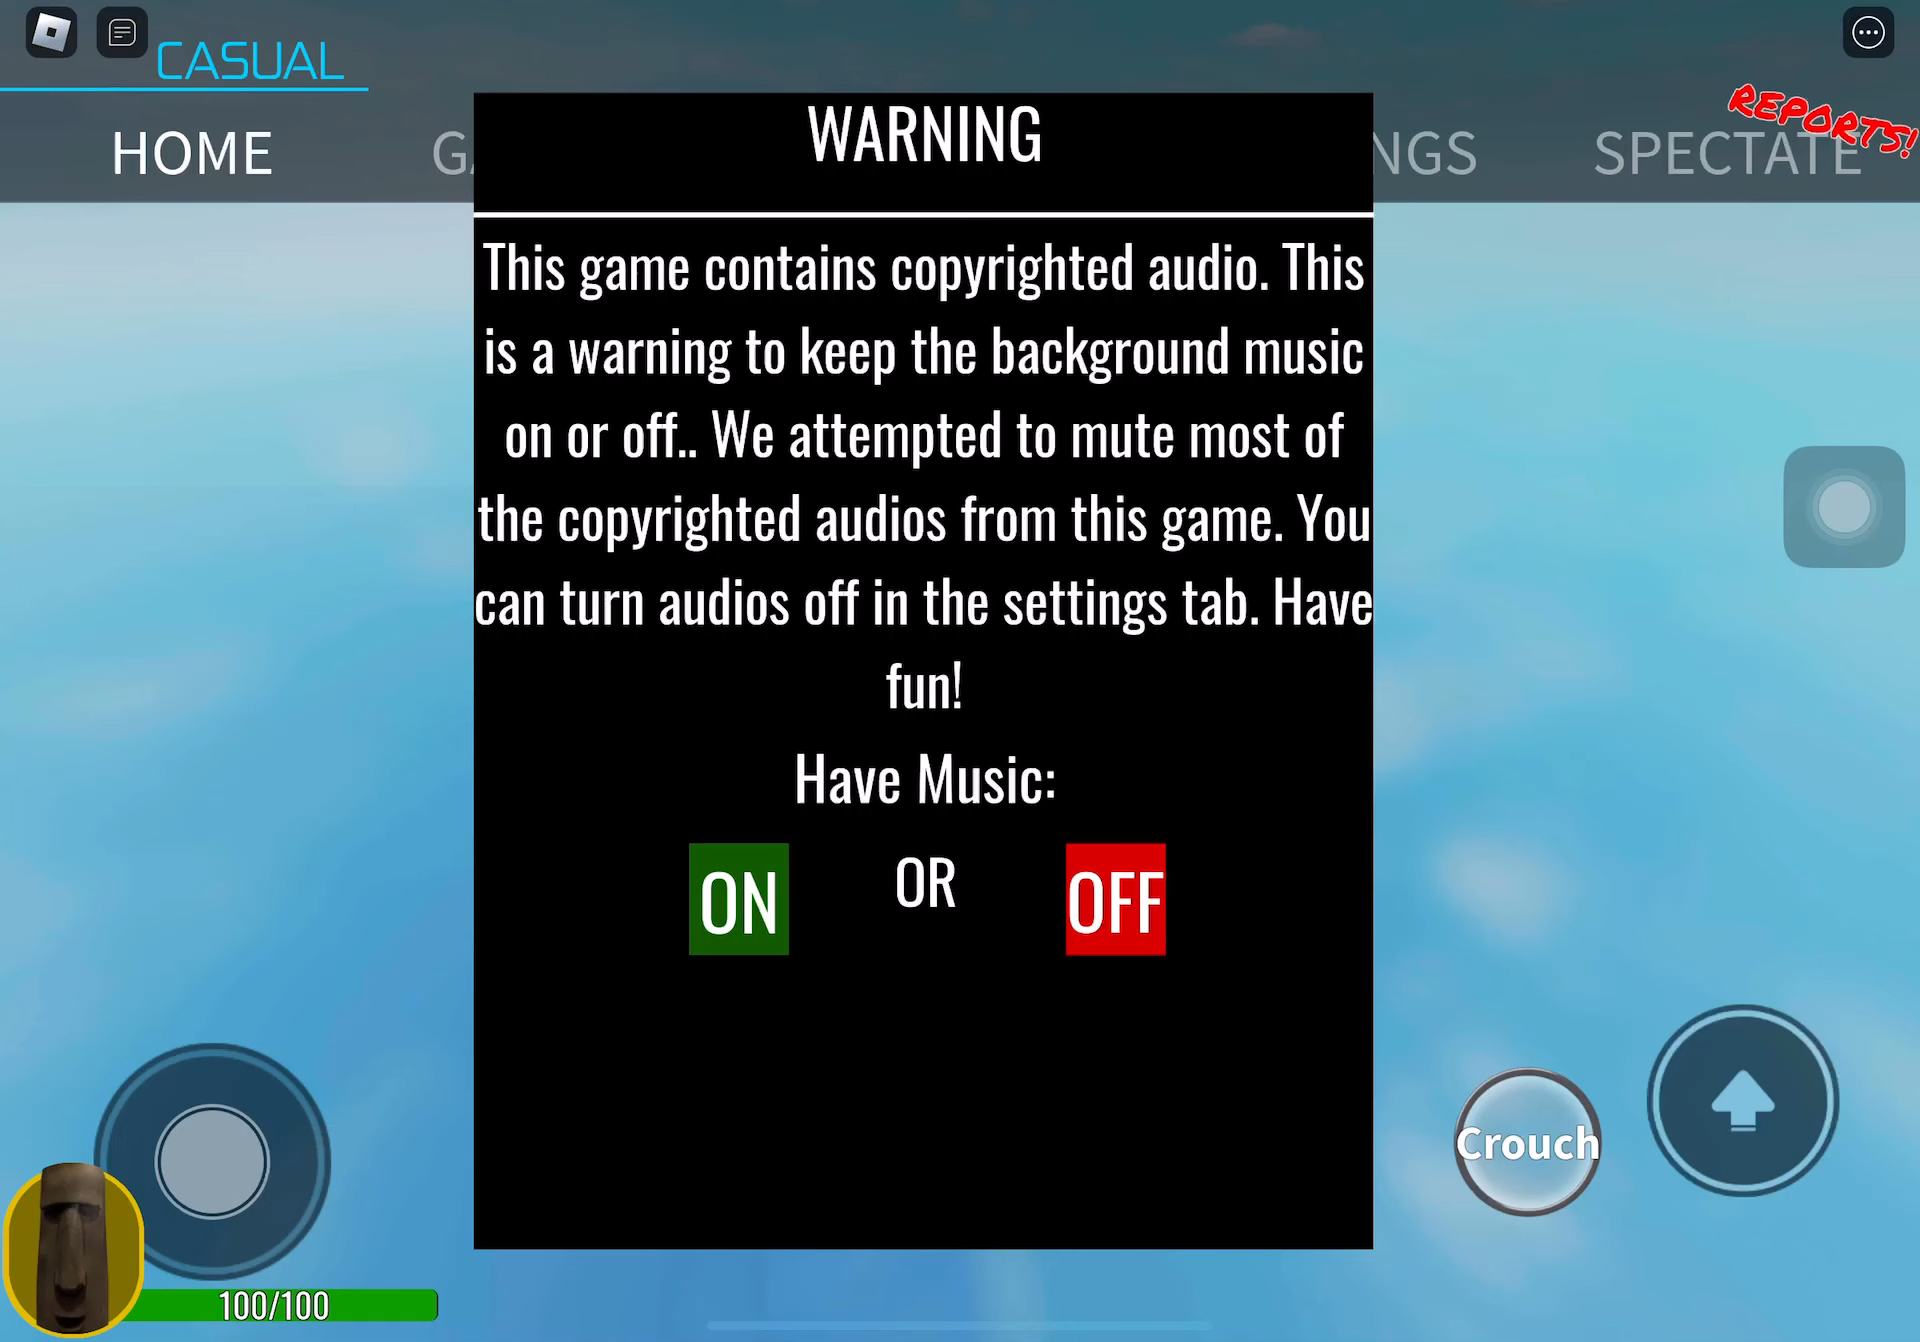 CASUAL
REPORTS!
HOME
SPECTATE
WARNING
This game contains copyrighted audio. This
is a warning to keep the background music
on or off.. We attempted to mute most of
the copyrighted audios from this game. You
can turn audios off in the settings tab. Have
fun!
Have Music:
ON OR OFF
Crouch
100/100